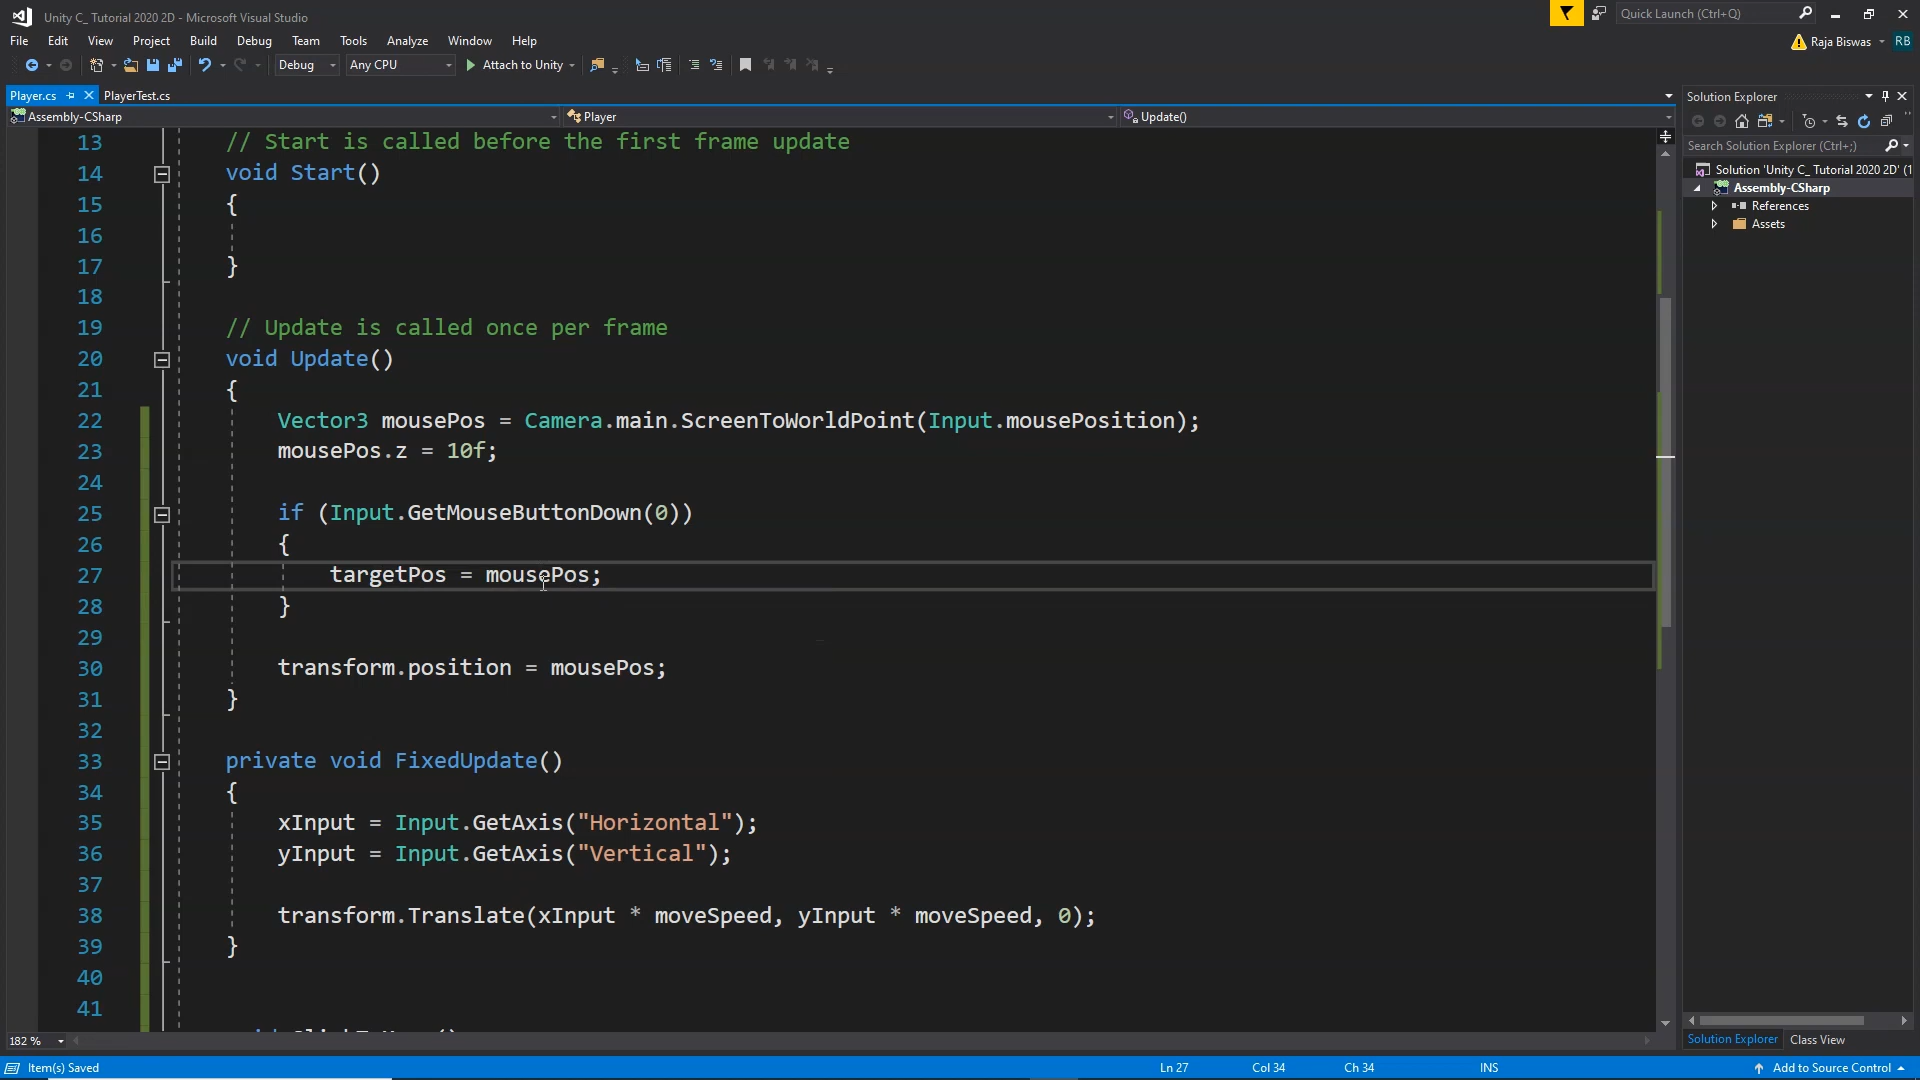 Unity C_ Tutorial 2020 2D - Microsoft Visual Studio
Quick Launch (Ctrl+Q)
File Edit View Project Build Debug Team Tools Analyze Window Help
Raja Biswas RB
Debug Any CPU Attach to Unity
Player.cs PlayerTest.cs
Solution Explorer
Assembly-CSharp Player Update()
Search Solution Explorer (Ctrl+;)
Solution 'Unity C_ Tutorial 2020 2D' (1
Assembly-CSharp
References
Assets
13 // Start is called before the first frame update
14 void Start()
15 {
16
17 }
18
19 // Update is called once per frame
20 void Update()
21 {
22 Vector3 mousePos = Camera.main.ScreenToWorldPoint(Input.mousePosition);
23 mousePos.z = 10f;
24
25 if (Input.GetMouseButtonDown(0))
26 {
27 targetPos = mousePos;
28 }
29
30 transform.position = mousePos;
31 }
32
33 private void FixedUpdate()
34 {
35 xInput = Input.GetAxis("Horizontal");
36 yInput = Input.GetAxis("Vertical");
37
38 transform.Translate(xInput * moveSpeed, yInput * moveSpeed, 0);
39 }
40
41
182 %
Solution Explorer Class View
Item(s) Saved Ln 27 Col 34 Ch 34 INS Add to Source Control